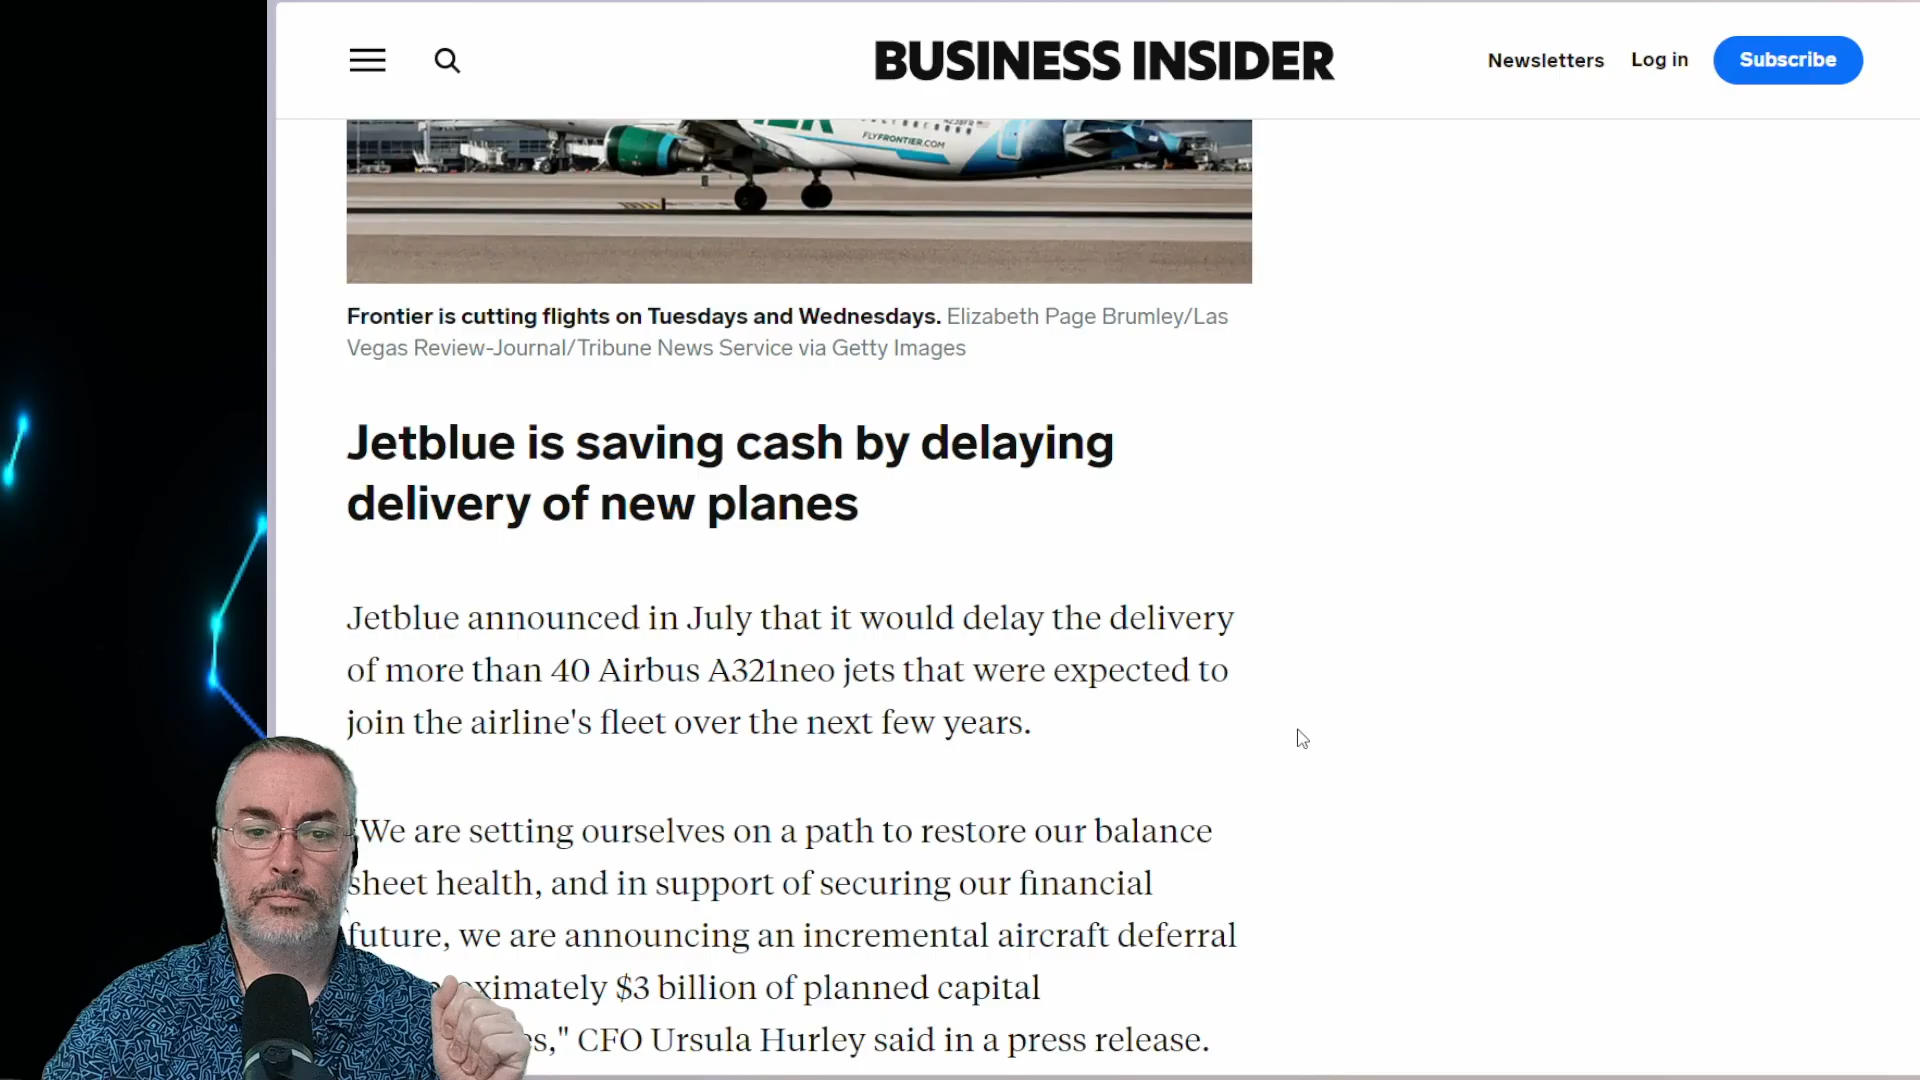 BUSINESS INSIDER
Newsletters
Log in
Subscribe
FLYFRONTIER.COM
Frontier is cutting flights on Tuesdays and Wednesdays. Elizabeth Page Brumley/Las
Vegas Review-Journal/Tribune News Service via Getty Images
Jetblue is saving cash by delaying
delivery of new planes
Jetblue announced in July that it would delay the delivery
of more than 40 Airbus A321neo jets that were expected to
join the airline's fleet over the next few years.
"We are setting ourselves on a path to restore our balance
sheet health, and in support of securing our financial
future, we are announcing an incremental aircraft deferral
$3 billion of planned capital
CFO Ursula Hurley said in a press release.